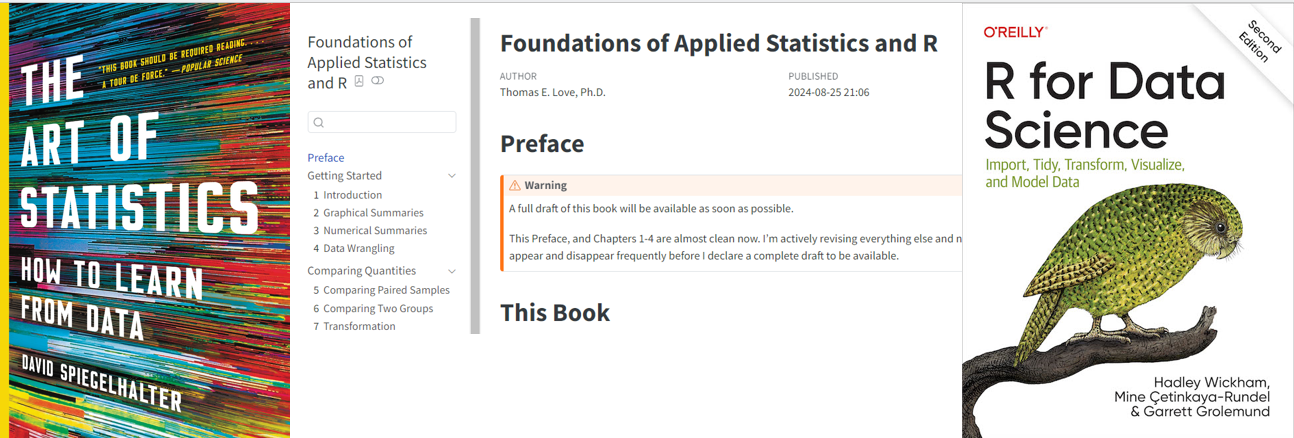 "THIS BOOK SHOULD BE REQUIRED READING....
A TOUR DE FORCE." —POPULAR SCIENCE
THE
ART OF
STATISTICS
HOW TO LEARN
FROM DATA
DAVID SPIEGELHALTER
Foundations of
Applied Statistics
and R
Preface
Getting Started
1 Introduction
2 Graphical Summaries
3 Numerical Summaries
4 Data Wrangling
Comparing Quantities
5 Comparing Paired Samples
6 Comparing Two Groups
7 Transformation
Foundations of Applied Statistics and R
AUTHOR
Thomas E. Love, Ph.D.
PUBLISHED
2024-08-25 21:06
Preface
Warning
A full draft of this book will be available as soon as possible.
This Preface, and Chapters 1-4 are almost clean now. I'm actively revising everything else and n
appear and disappear frequently before I declare a complete draft to be available.
This Book
O'REILLY®
Second
Edition
R for Data
Science
Import, Tidy, Transform, Visualize,
and Model Data
Hadley Wickham,
Mine Çetinkaya-Rundel
& Garrett Grolemund